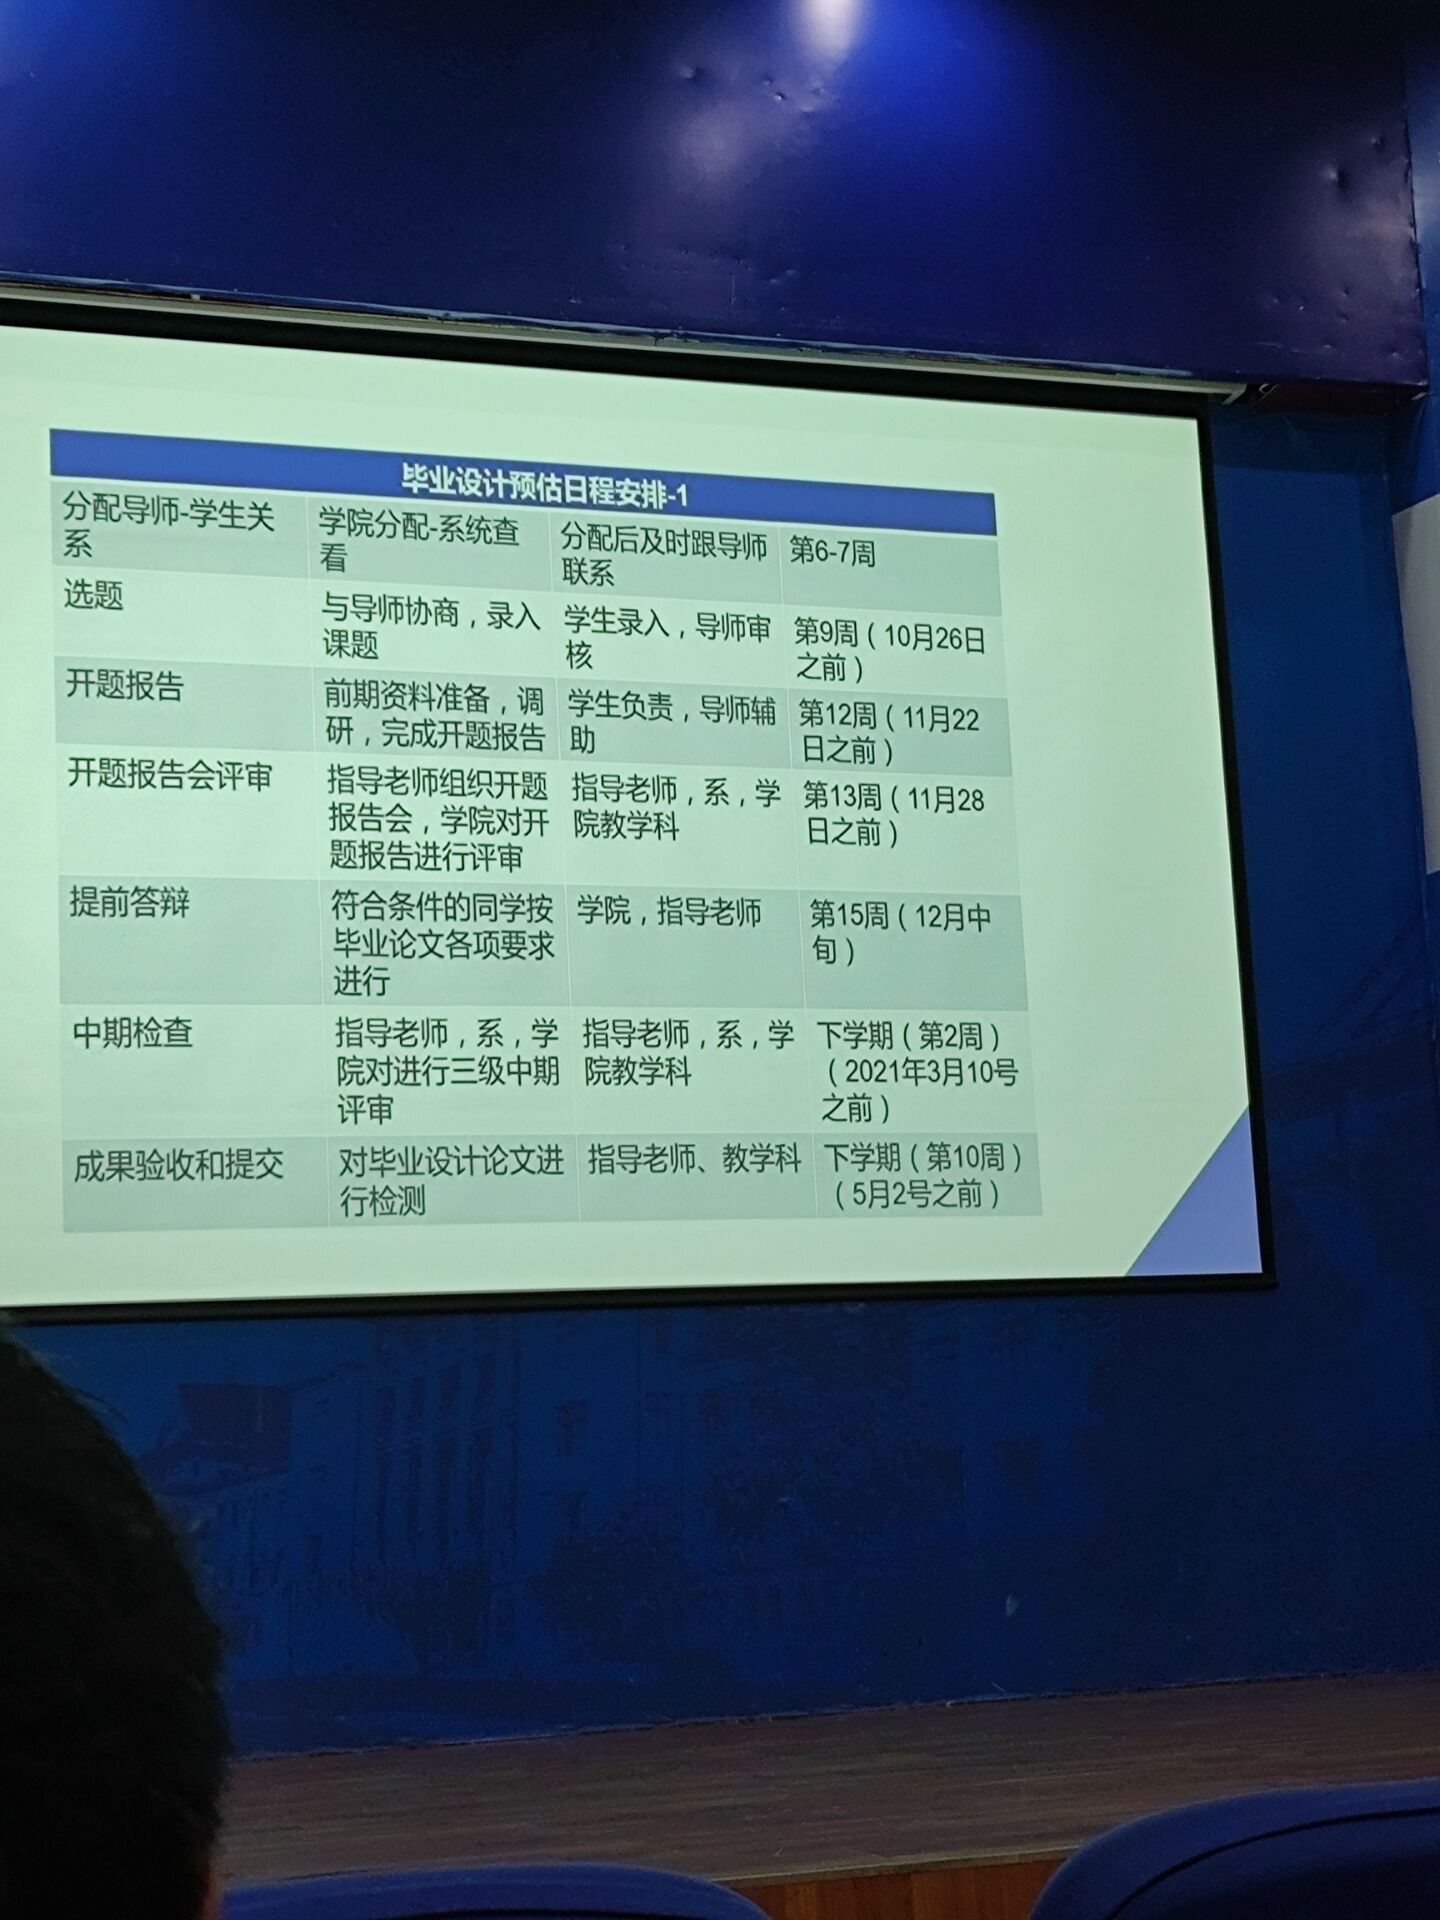 毕业设计预估日程安排-1
分配导师-学生关
系
学院分配-系统查
看
分配后及时跟导师
联系
第6-7周
选题
与导师协商，录入
课题
学生录入，导师审
核
第9周（10月26日
之前）
开题报告
前期资料准备，调
研，完成开题报告
学生负责，导师辅
助
第12周（11月22
日之前）
开题报告会评审
指导老师组织开题
报告会，学院对开
题报告进行评审
指导老师，系，学
院教学科
第13周（11月28
日之前）
提前答辩
符合条件的同学按
毕业论文各项要求
进行
学院，指导老师
第15周（12月中
旬）
中期检查
指导老师，系，学
院对进行三级中期
评审
指导老师，系，学
院教学科
下学期（第2周）
（2021年3月10号
之前）
成果验收和提交
对毕业设计论文进
行检测
指导老师、教学科
下学期（第10周）
（5月2号之前）